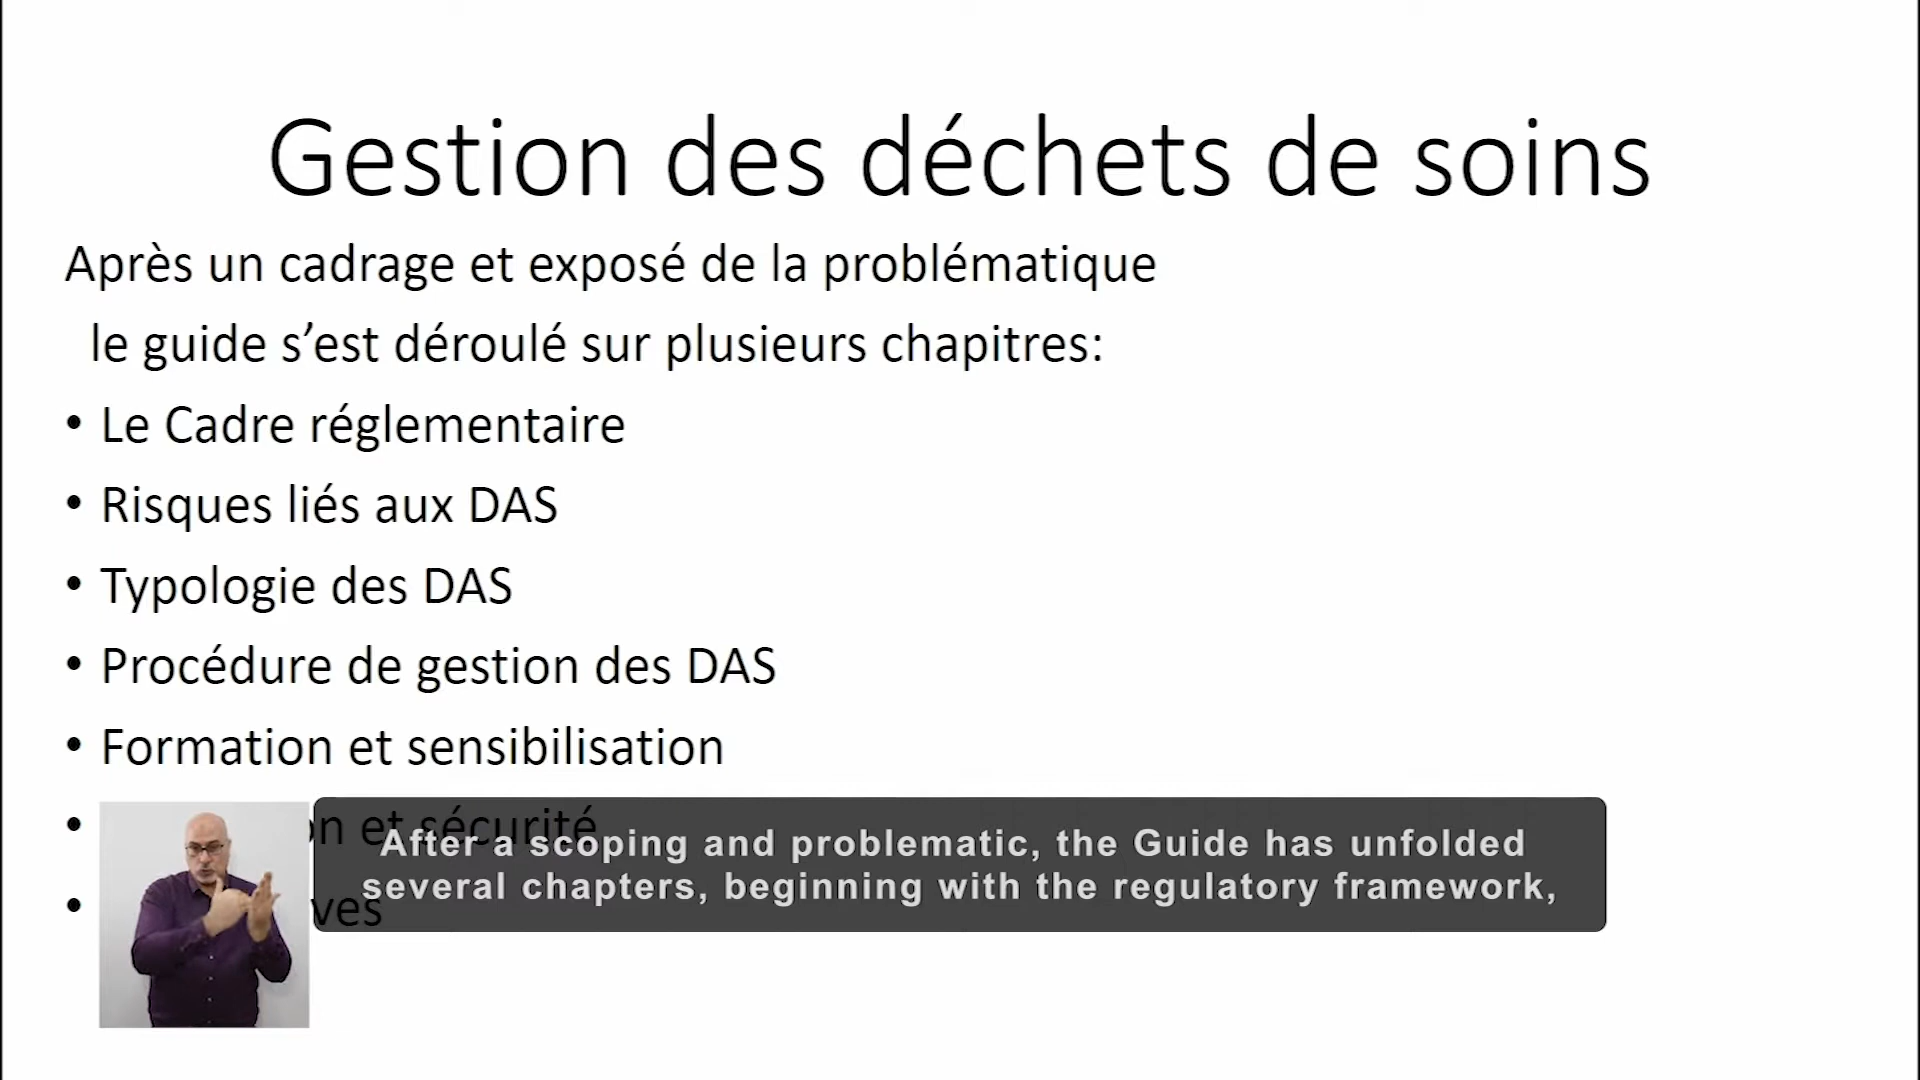 Gestion des déchets de soins
Après un cadrage et exposé de la problématique
le guide s’est déroulé sur plusieurs chapitres:
• Le Cadre réglementaire
• Risques liés aux DAS
• Typologie des DAS
• Procédure de gestion des DAS
• Formation et sensibilisation
• et sécurité
•
After a scoping and problematic, the Guide has unfolded
several chapters, beginning with the regulatory framework,